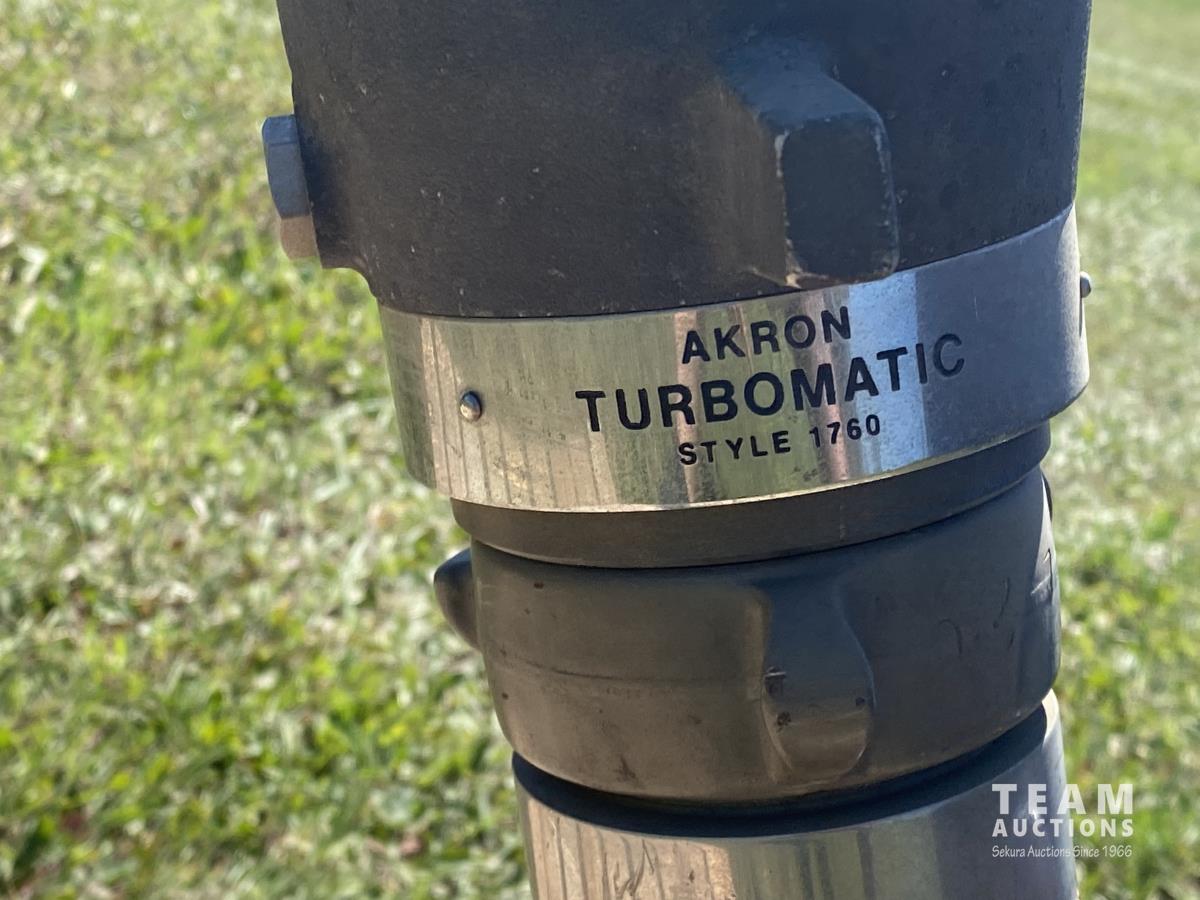 AKRON
TURBOMATIC
STYLE 1760
TEAM
AUCTIONS
Sekura Auctions Since 1966